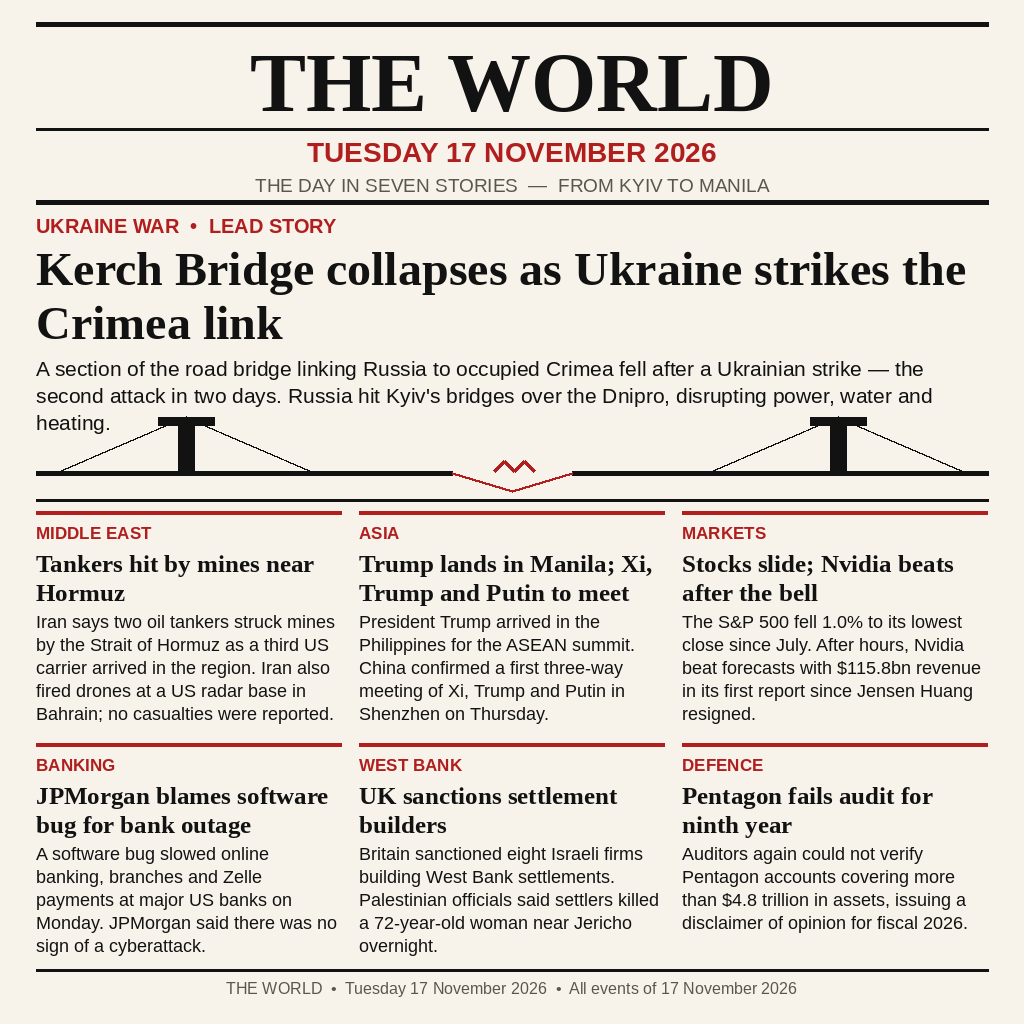 THE WORLD
TUESDAY 17 NOVEMBER 2026
THE DAY IN SEVEN STORIES — FROM KYIV TO MANILA
UKRAINE WAR • LEAD STORY
Kerch Bridge collapses as Ukraine strikes the
Crimea link
A section of the road bridge linking Russia to occupied Crimea fell after a Ukrainian strike — the
second attack in two days. Russia hit Kyiv's bridges over the Dnipro, disrupting power, water and
heating.
MIDDLE EAST
Tankers hit by mines near
Hormuz
Iran says two oil tankers struck mines
by the Strait of Hormuz as a third US
carrier arrived in the region. Iran also
fired drones at a US radar base in
Bahrain; no casualties were reported.
ASIA
Trump lands in Manila; Xi,
Trump and Putin to meet
President Trump arrived in the
Philippines for the ASEAN summit.
China confirmed a first three-way
meeting of Xi, Trump and Putin in
Shenzhen on Thursday.
MARKETS
Stocks slide; Nvidia beats
after the bell
The S&P 500 fell 1.0% to its lowest
close since July. After hours, Nvidia
beat forecasts with $115.8bn revenue
in its first report since Jensen Huang
resigned.
BANKING
JPMorgan blames software
bug for bank outage
A software bug slowed online
banking, branches and Zelle
payments at major US banks on
Monday. JPMorgan said there was no
sign of a cyberattack.
WEST BANK
UK sanctions settlement
builders
Britain sanctioned eight Israeli firms
building West Bank settlements.
Palestinian officials said settlers killed
a 72-year-old woman near Jericho
overnight.
DEFENCE
Pentagon fails audit for
ninth year
Auditors again could not verify
Pentagon accounts covering more
than $4.8 trillion in assets, issuing a
disclaimer of opinion for fiscal 2026.
THE WORLD • Tuesday 17 November 2026 • All events of 17 November 2026